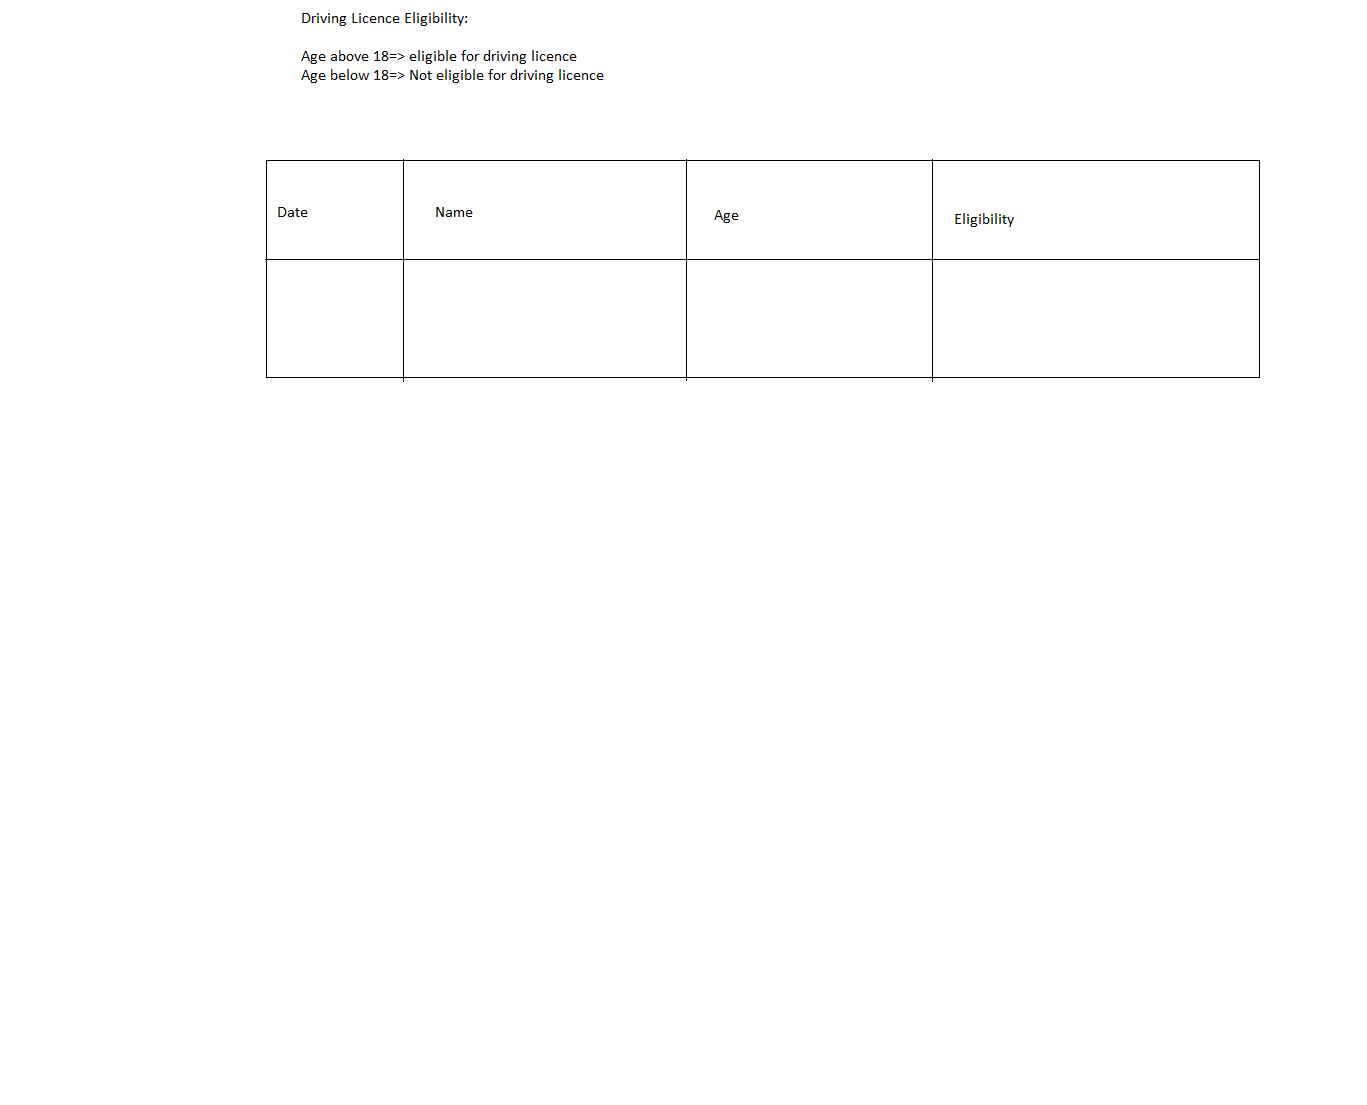 Driving Licence Eligibility:
Age above 18=> eligible for driving licence
Age below 18=> Not eligible for driving licence
Date Name Age Eligibility